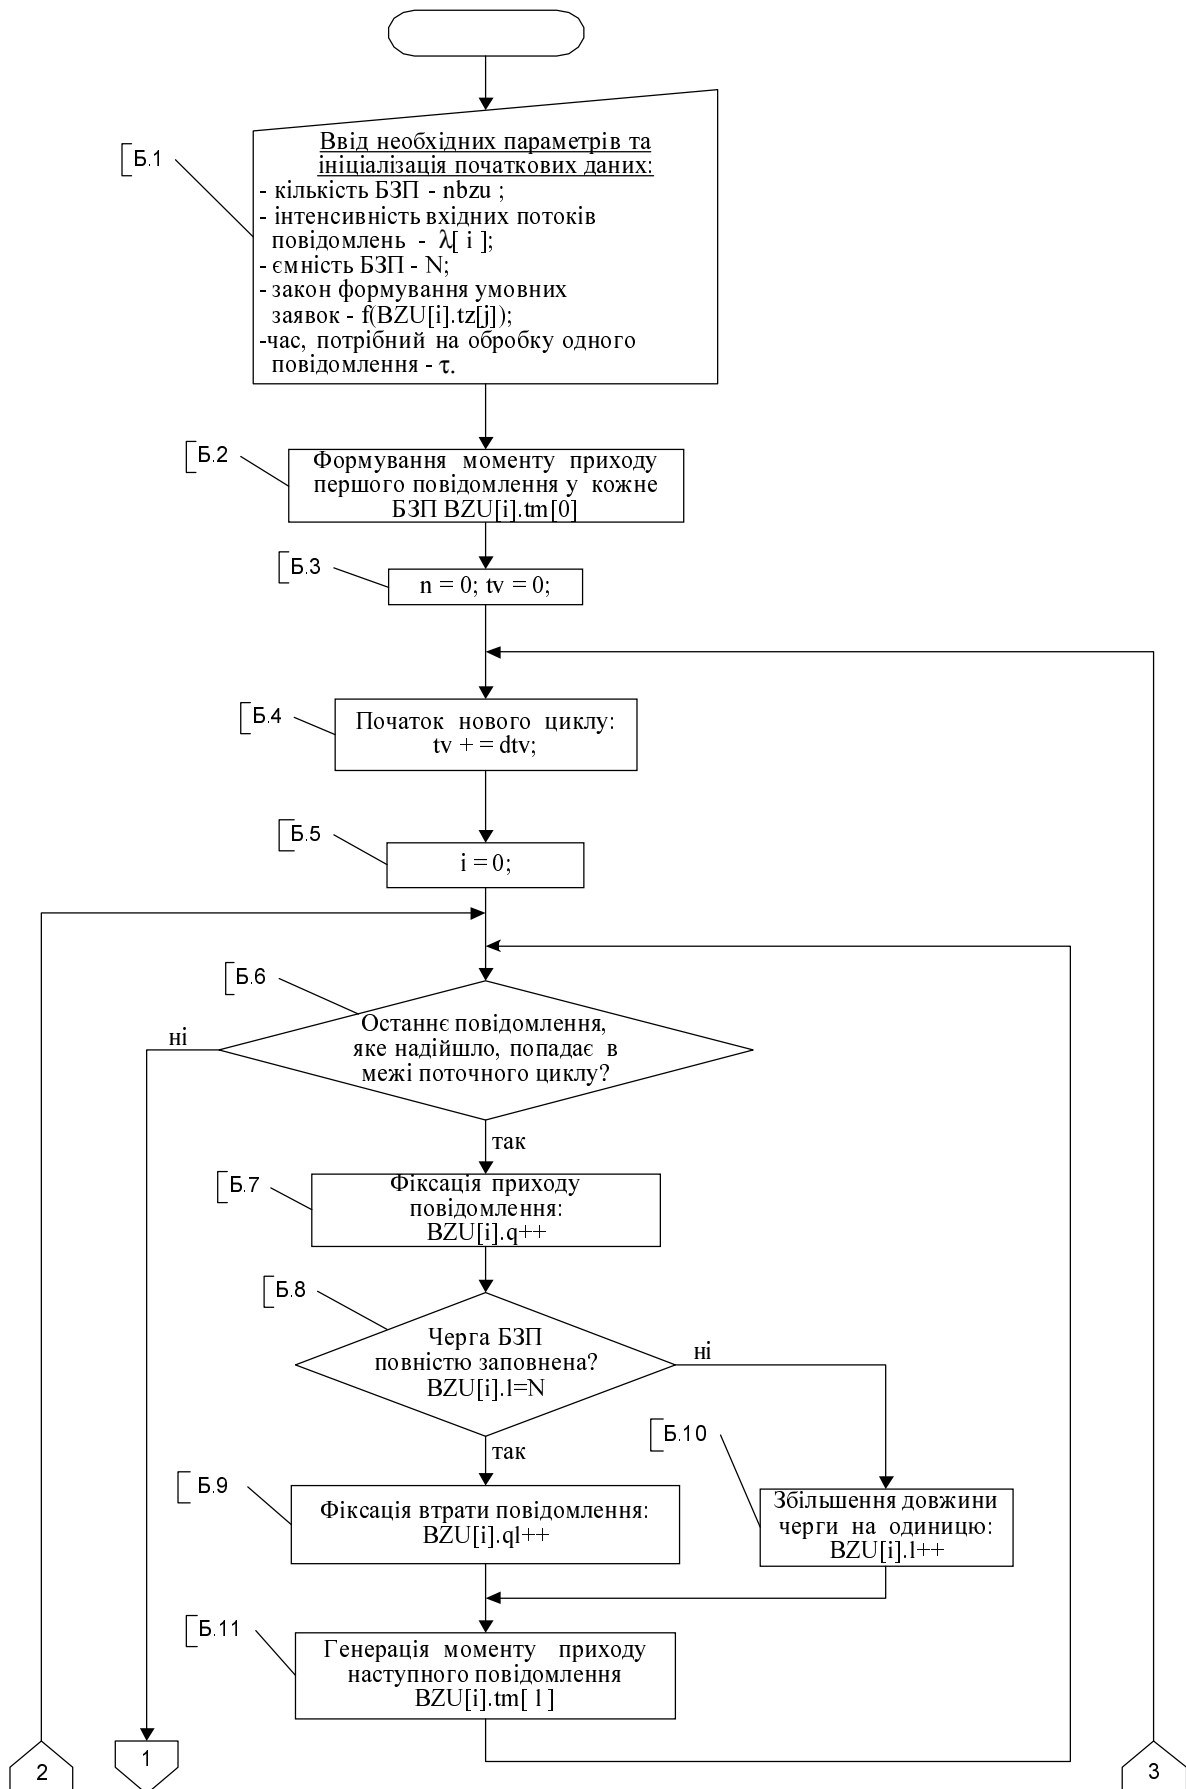 Б.1
Ввід необхідних параметрів та
ініціалізація початкових даних:
- кількість БЗП - nbzu ;
- інтенсивність вхідних потоків
повідомлень - λ[ i ];
- ємність БЗП - N;
- закон формування умовних
заявок - f(BZU[i].tz[j]);
-час, потрібний на обробку одного
повідомлення - τ.
Б.2
Формування моменту приходу
першого повідомлення у кожне
БЗП BZU[i].tm[0]
Б.3
n = 0; tv = 0;
Б.4
Початок нового циклу:
tv + = dtv;
Б.5
i = 0;
Б.6
Останнє повідомлення,
яке надійшло, попадає в
межі поточного циклу?
ні
так
Б.7
Фіксація приходу
повідомлення:
BZU[i].q++
Б.8
Черга БЗП
повністю заповнена?
BZU[i].l=N
ні
так
Б.9
Фіксація втрати повідомлення:
BZU[i].ql++
Б.10
Збільшення довжини
черги на одиницю:
BZU[i].l++
Б.11
Генерація моменту приходу
наступного повідомлення
BZU[i].tm[ l ]
2
1
3